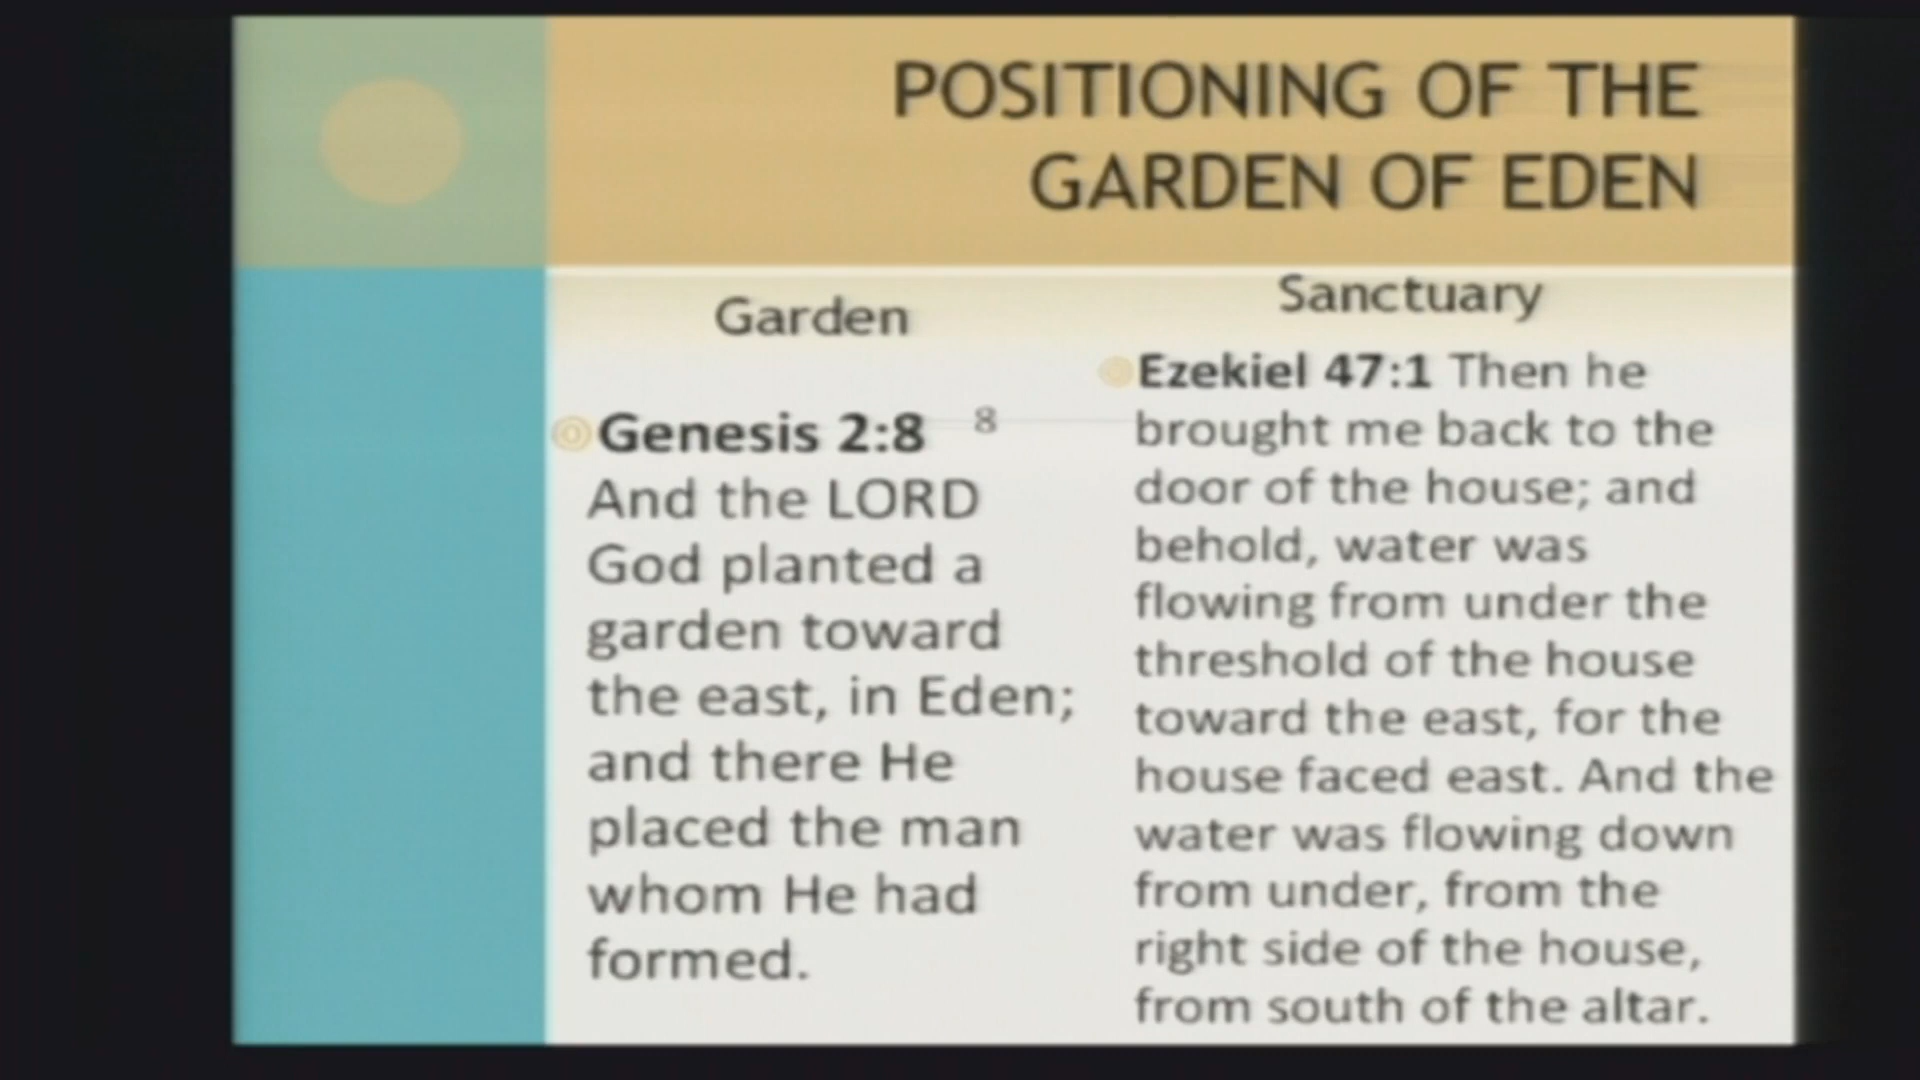 POSITIONING OF THE
GARDEN OF EDEN
Garden
Genesis 2:8 8
And the LORD
God planted a
garden toward
the east, in Eden;
and there He
placed the man
whom He had
formed.
Sanctuary
Ezekiel 47:1 Then he
brought me back to the
door of the house; and
behold, water was
flowing from under the
threshold of the house
toward the east, for the
house faced east. And the
water was flowing down
from under, from the
right side of the house,
from south of the altar.